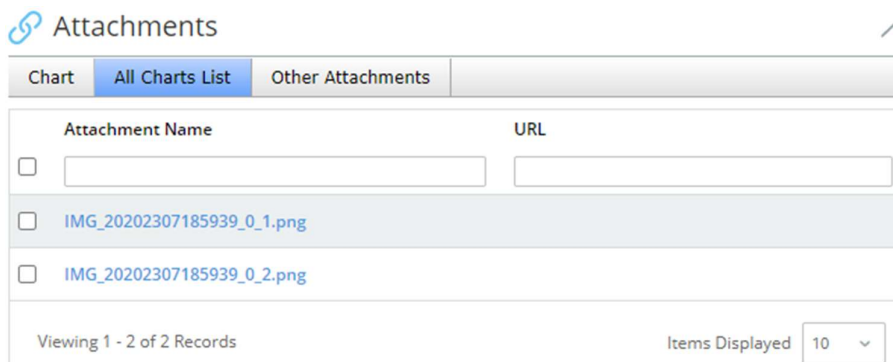 Attachments
Chart All Charts List Other Attachments
Attachment Name URL
IMG_20202307185939_0_1.png
IMG_20202307185939_0_2.png
Viewing 1 - 2 of 2 Records Items Displayed 10